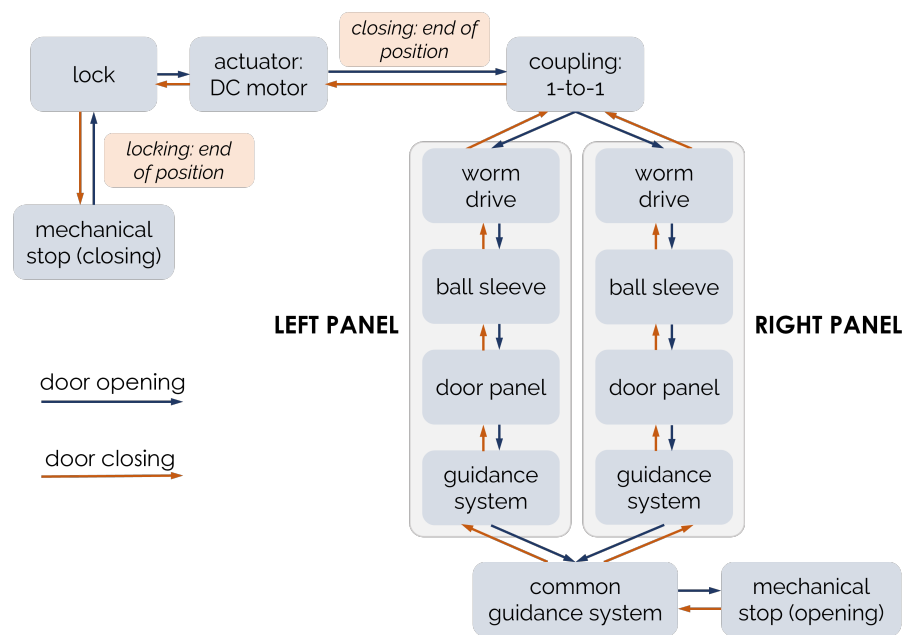 closing: end of
position
lock
actuator:
DC motor
coupling:
1-to-1
locking: end
of position
mechanical
stop (closing)
worm
drive
worm
drive
ball sleeve
ball sleeve
LEFT PANEL
RIGHT PANEL
door opening
door panel
door panel
door closing
guidance
system
guidance
system
common
guidance system
mechanical
stop (opening)